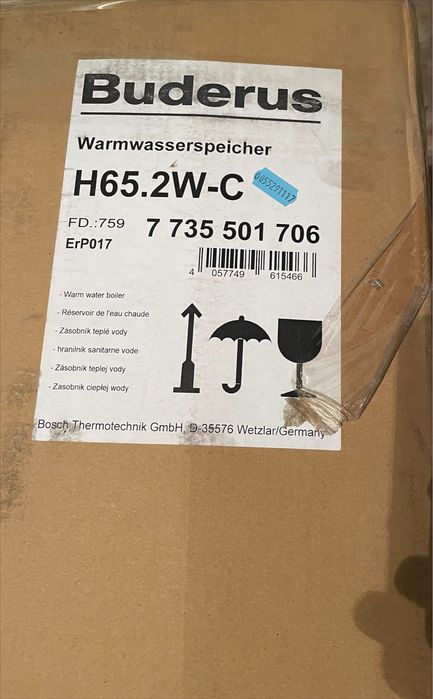 Buderus
Warmwasserspeicher
H65.2W-C
0055291117
FD.:759
7 735 501 706
ErP017
4 057749 615466
- Warm water boiler
- Réservoir de l'eau chaude
- Zásobník teplé vody
- hranilnik sanitarne vode
- Zásobník teplej vody
- Zasobnik ciepłej wody
Bosch Thermotechnik GmbH, D-35576 Wetzlar/Germany